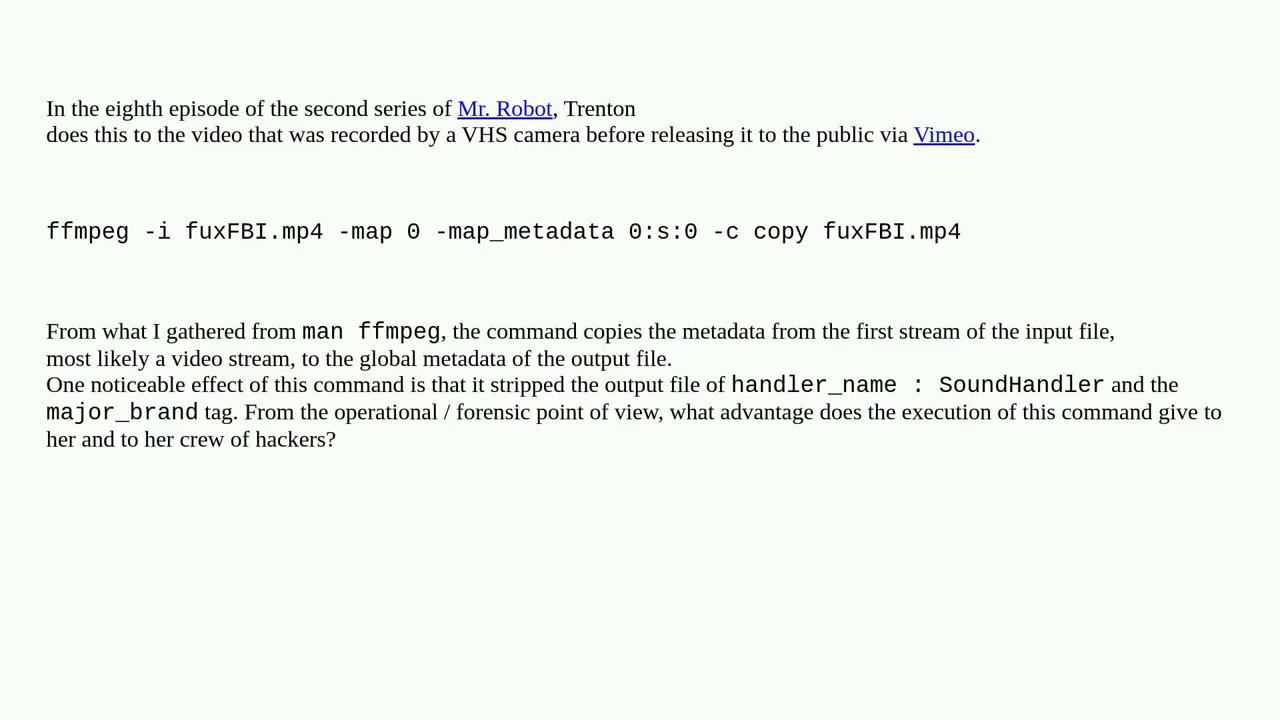 In the eighth episode of the second series of Mr. Robot, Trenton
does this to the video that was recorded by a VHS camera before releasing it to the public via Vimeo.
ffmpeg -i fuxFBI.mp4 -map 0 -map_metadata 0:s:0 -c copy fuxFBI.mp4
From what I gathered from man ffmpeg, the command copies the metadata from the first stream of the input file,
most likely a video stream, to the global metadata of the output file.
One noticeable effect of this command is that it stripped the output file of handler_name : SoundHandler and the
major_brand tag. From the operational / forensic point of view, what advantage does the execution of this command give to
her and to her crew of hackers?